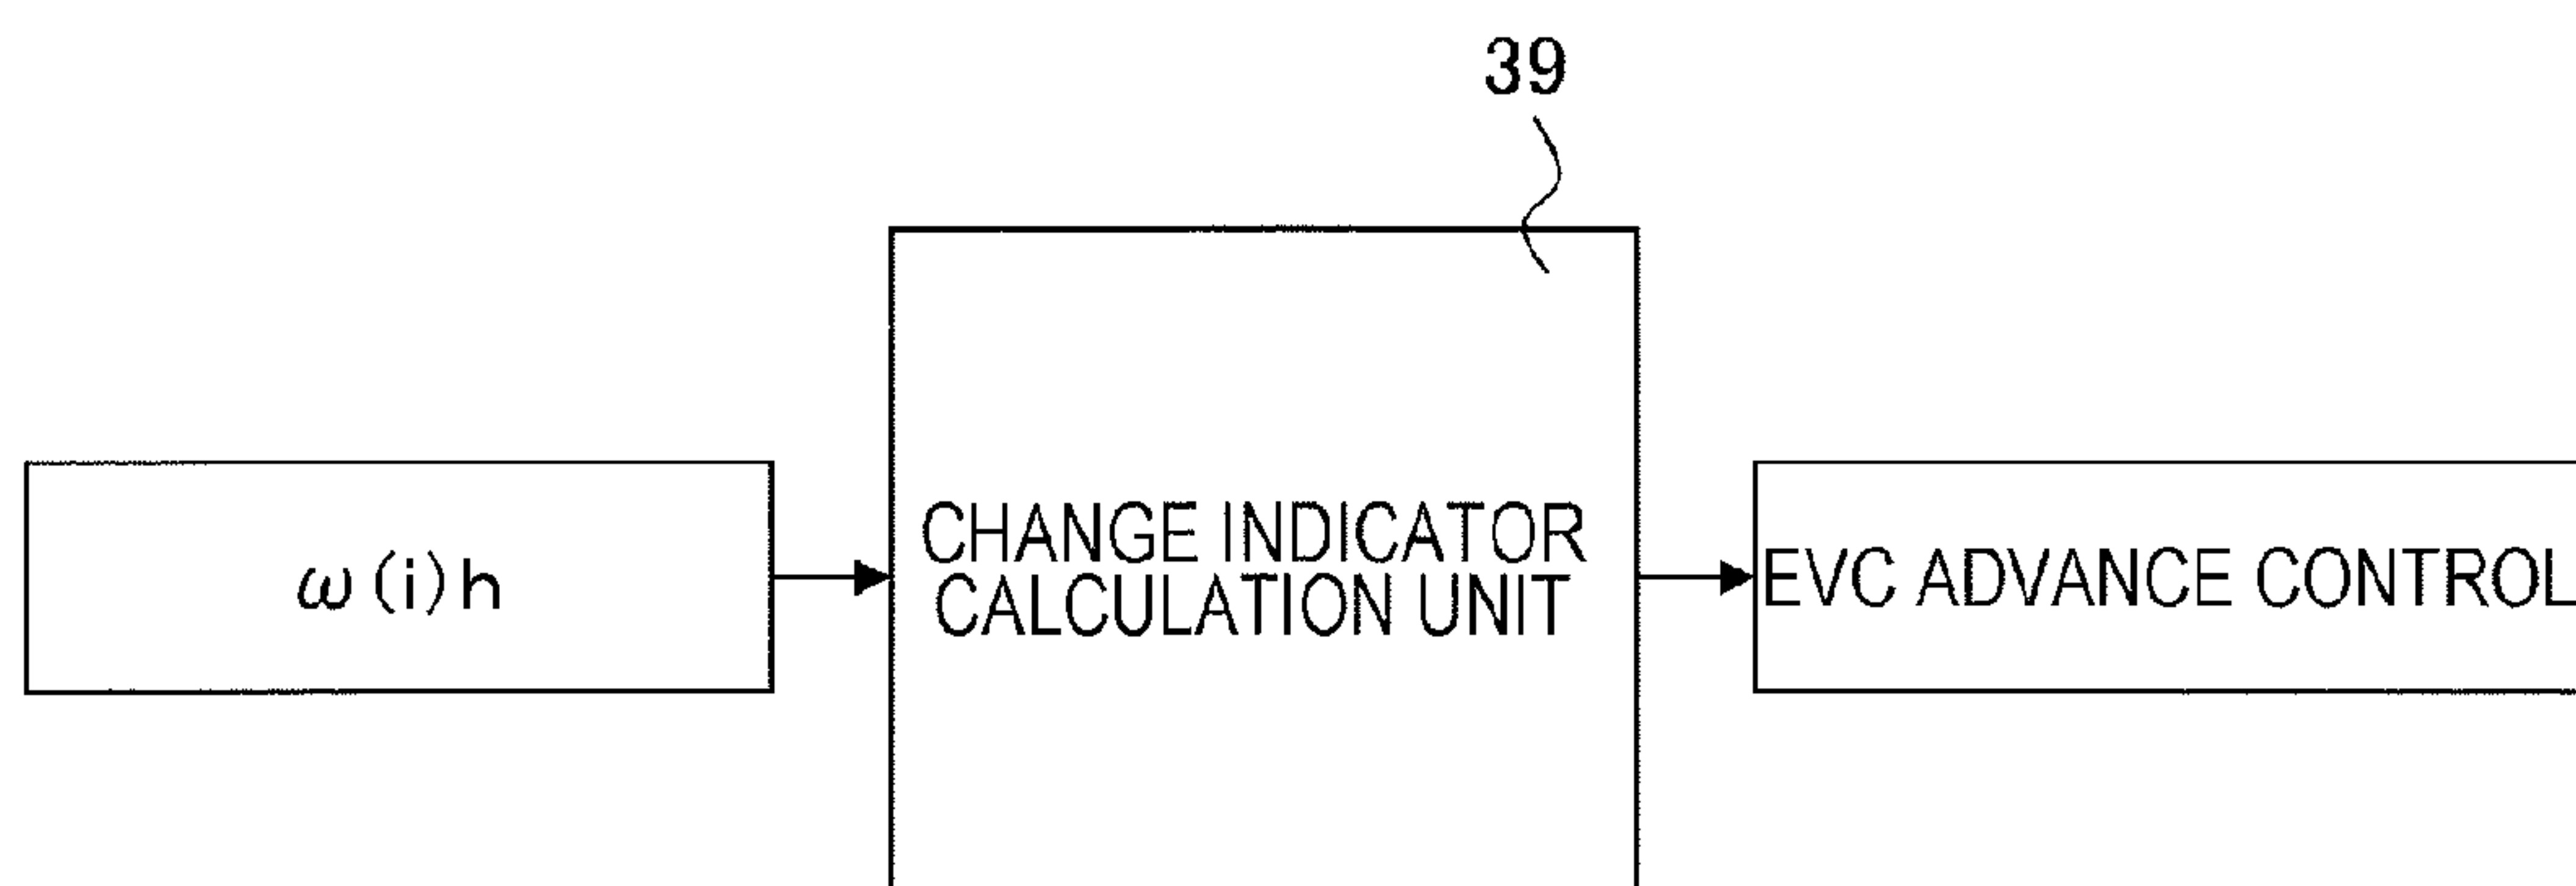 39
ω(i)h
CHANGE INDICATOR
CALCULATION UNIT
EVC ADVANCE CONTROL